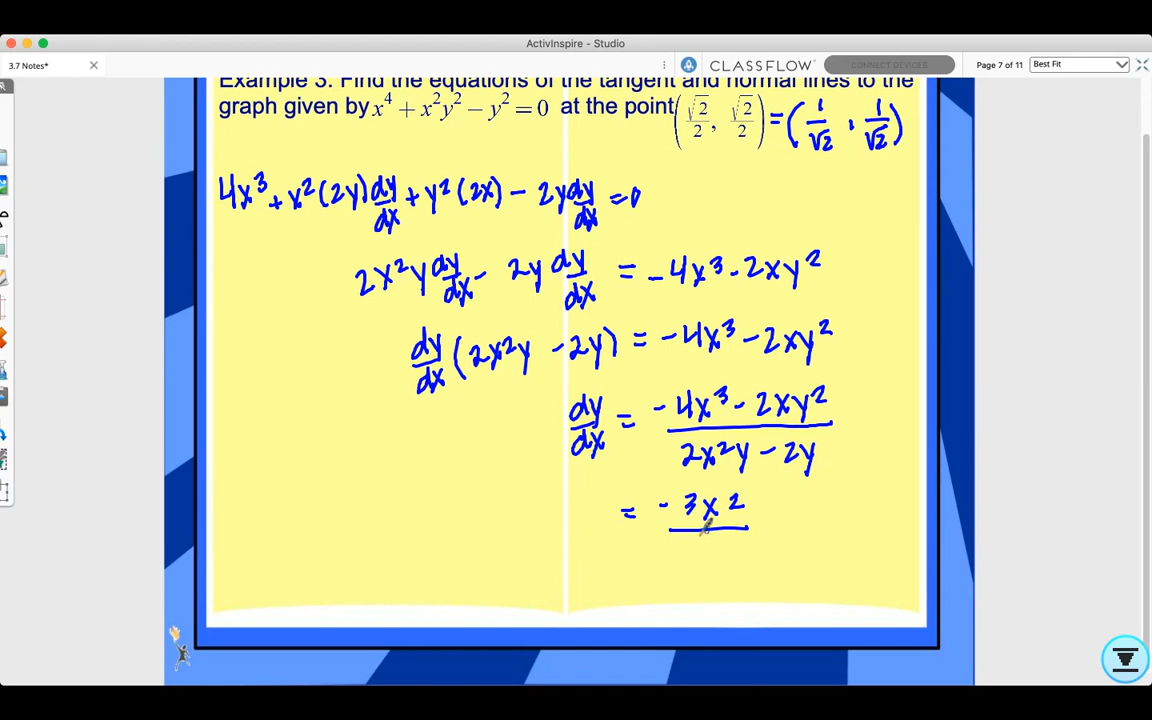 ActivInspire - Studio
3.7 Notes*
CLASSFLOW
CONNECT DEVICES
Page 7 of 11
Best Fit
Example 3. Find the equations of the tangent and normal lines to the
graph given by x⁴ + x²y² − y² = 0 at the point (√2/2, √2/2) = (1/√2, 1/√2)
4x³ + x²(2y) dy/dx + y²(2x) − 2y dy/dx = 0
2x²y dy/dx − 2y dy/dx = −4x³ − 2xy²
dy/dx (2x²y − 2y) = −4x³ − 2xy²
dy/dx = (−4x³ − 2xy²)/(2x²y − 2y)
= − 3x2